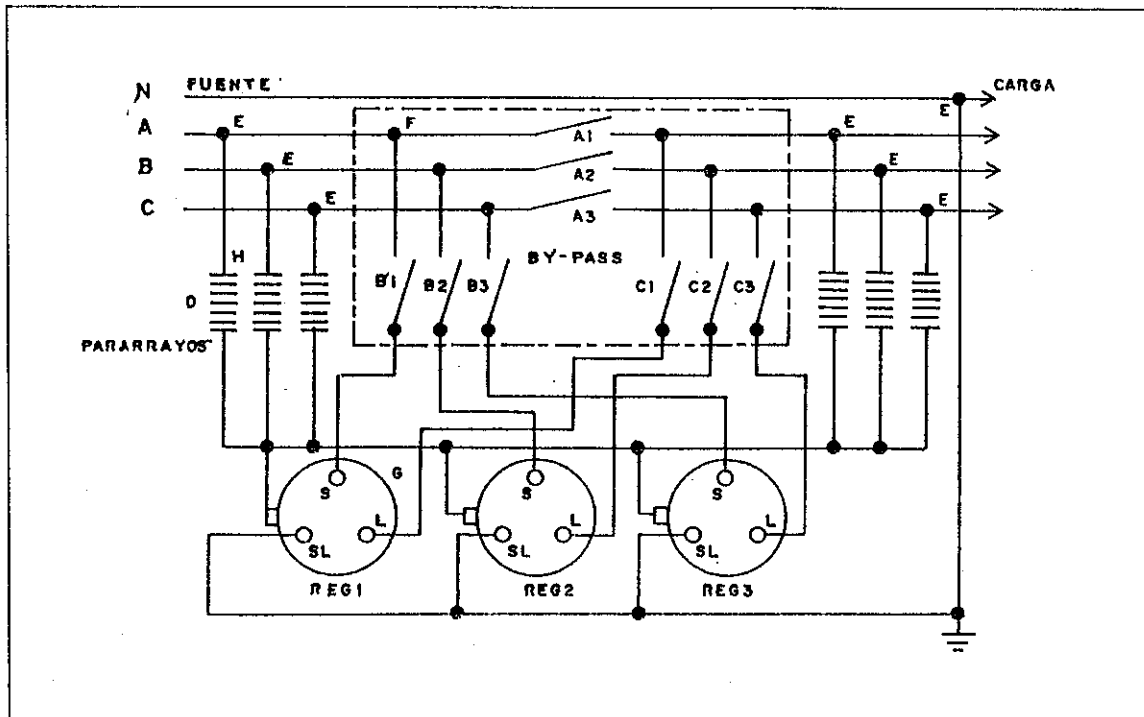 N FUENTE CARGA
E
A E F A1 E
B E A2 E
C E A3 E
H BY-PASS
D B1 B2 B3 C1 C2 C3
PARARRAYOS
G
S S S
L L L
SL SL SL
REG1 REG2 REG3